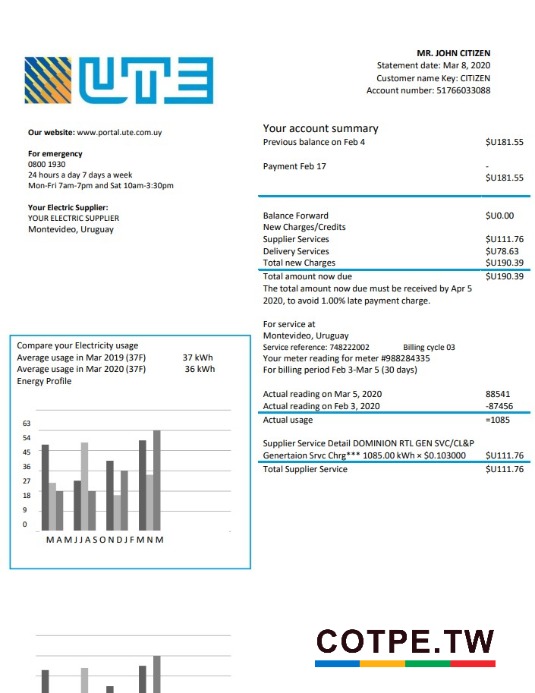 UTE
MR. JOHN CITIZEN
Statement date: Mar 8, 2020
Customer name Key: CITIZEN
Account number: 51766033088
Our website: www.portal.ute.com.uy
For emergency
0800 1930
24 hours a day 7 days a week
Mon-Fri 7am-7pm and Sat 10am-3:30pm
Your Electric Supplier:
YOUR ELECTRIC SUPPLIER
Montevideo, Uruguay
Your account summary
Previous balance on Feb 4 $U181.55
Payment Feb 17 -
$U181.55
Balance Forward $U0.00
New Charges/Credits
Supplier Services $U111.76
Delivery Services $U78.63
Total new Charges $U190.39
Total amount now due $U190.39
The total amount now due must be received by Apr 5
2020, to avoid 1.00% late payment charge.
For service at
Montevideo, Uruguay
Service reference: 748222002 Billing cycle 03
Your meter reading for meter #988284335
For billing period Feb 3-Mar 5 (30 days)
Actual reading on Mar 5, 2020 88541
Actual reading on Feb 3, 2020 -87456
Actual usage =1085
Supplier Service Detail DOMINION RTL GEN SVC/CL&P
Genertaion Srvc Chrg*** 1085.00 kWh × $0.103000 $U111.76
Total Supplier Service $U111.76
Compare your Electricity usage
Average usage in Mar 2019 (37F) 37 kWh
Average usage in Mar 2020 (37F) 36 kWh
Energy Profile
63
54
45
36
27
18
9
0
M A M J J A S O N D J F M N M
COTPE.TW